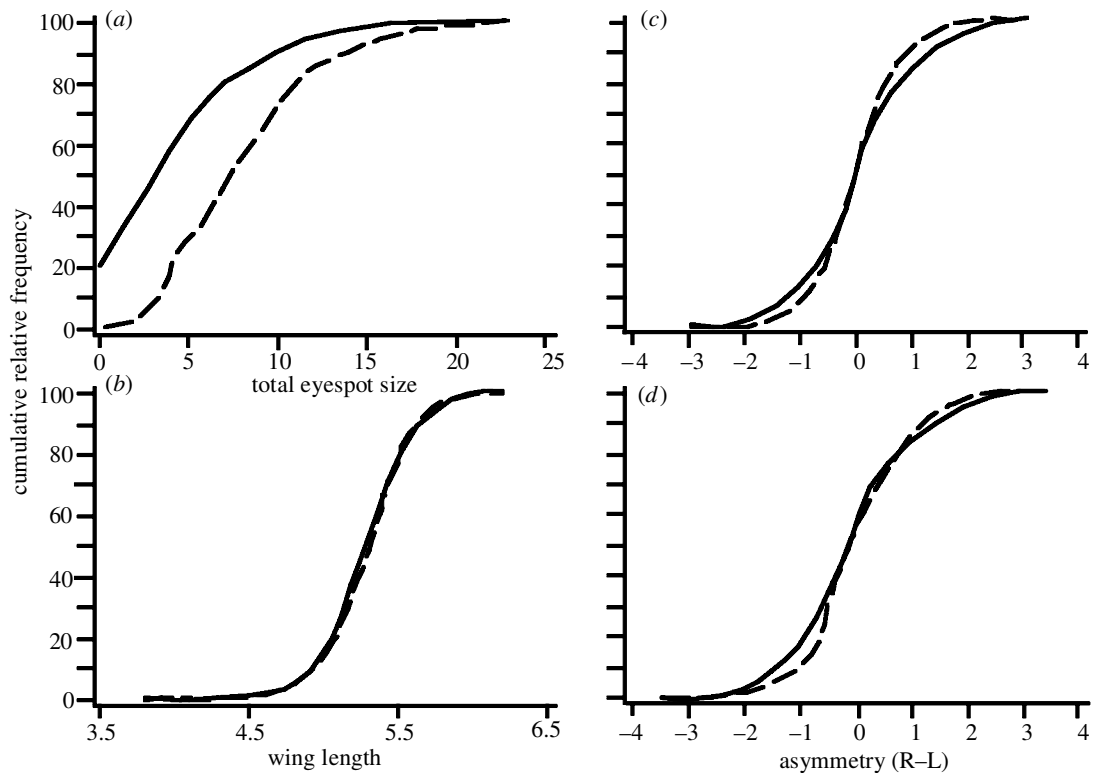 cumulative relative frequency
(a)
100
80
60
40
20
0
0 5 10 15 20 25
total eyespot size
(b)
100
80
60
40
20
0
3.5 4.5 5.5 6.5
wing length
(c)
–4 –3 –2 –1 0 1 2 3 4
(d)
–4 –3 –2 –1 0 1 2 3 4
asymmetry (R–L)